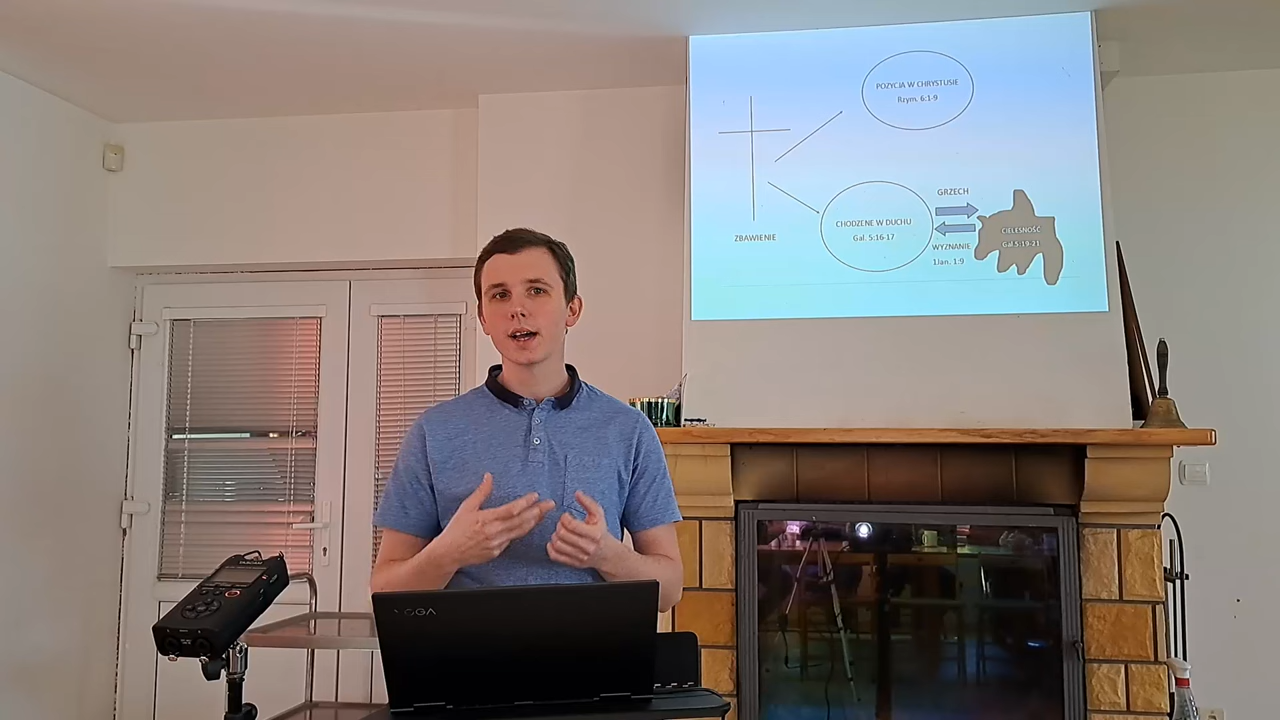 POZYCJA W CHRYSTUSIE
Rzym. 6:1-9
ZBAWIENIE
CHODZENE W DUCHU
Gal. 5:16-17
GRZECH
WYZNANIE
1Jan. 1:9
CIELESNOŚĆ
Gal.5:19-21
YOGA
TASCAM